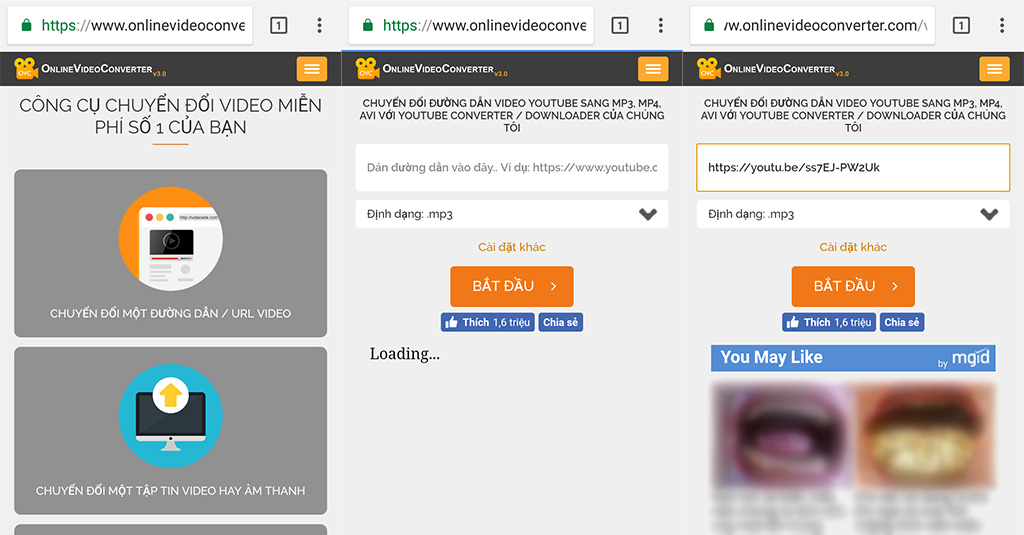 https://www.onlinevideoconve
1
OVC
ONLINEVIDEOCONVERTER v3.0
CÔNG CỤ CHUYỂN ĐỔI VIDEO MIỄN
PHÍ SỐ 1 CỦA BẠN
http://videosite.com
CHUYỂN ĐỔI MỘT ĐƯỜNG DẪN / URL VIDEO
CHUYỂN ĐỔI MỘT TẬP TIN VIDEO HAY ÂM THANH
https://www.onlinevideoconve
1
OVC
ONLINEVIDEOCONVERTER v3.0
CHUYỂN ĐỔI ĐƯỜNG DẪN VIDEO YOUTUBE SANG MP3, MP4,
AVI VỚI YOUTUBE CONVERTER / DOWNLOADER CỦA CHÚNG
TÔI
Dán đường dẫn vào đây.. Ví dụ: https://www.youtube.c
Định dạng: .mp3
Cài đặt khác
BẮT ĐẦU
Thích 1,6 triệu Chia sẻ
Loading...
w.onlinevideoconverter.com/v
1
OVC
ONLINEVIDEOCONVERTER v3.0
CHUYỂN ĐỔI ĐƯỜNG DẪN VIDEO YOUTUBE SANG MP3, MP4,
AVI VỚI YOUTUBE CONVERTER / DOWNLOADER CỦA CHÚNG
TÔI
https://youtu.be/ss7EJ-PW2Uk
Định dạng: .mp3
Cài đặt khác
BẮT ĐẦU
Thích 1,6 triệu Chia sẻ
You May Like
by mgid